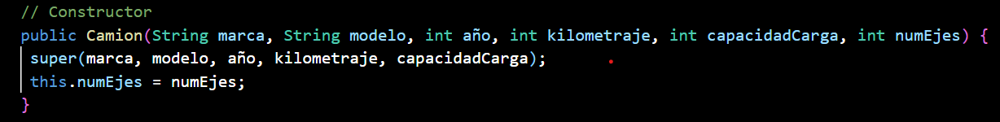 // Constructor
public Camion(String marca, String modelo, int año, int kilometraje, int capacidadCarga, int numEjes) {
super(marca, modelo, año, kilometraje, capacidadCarga);
this.numEjes = numEjes;
}